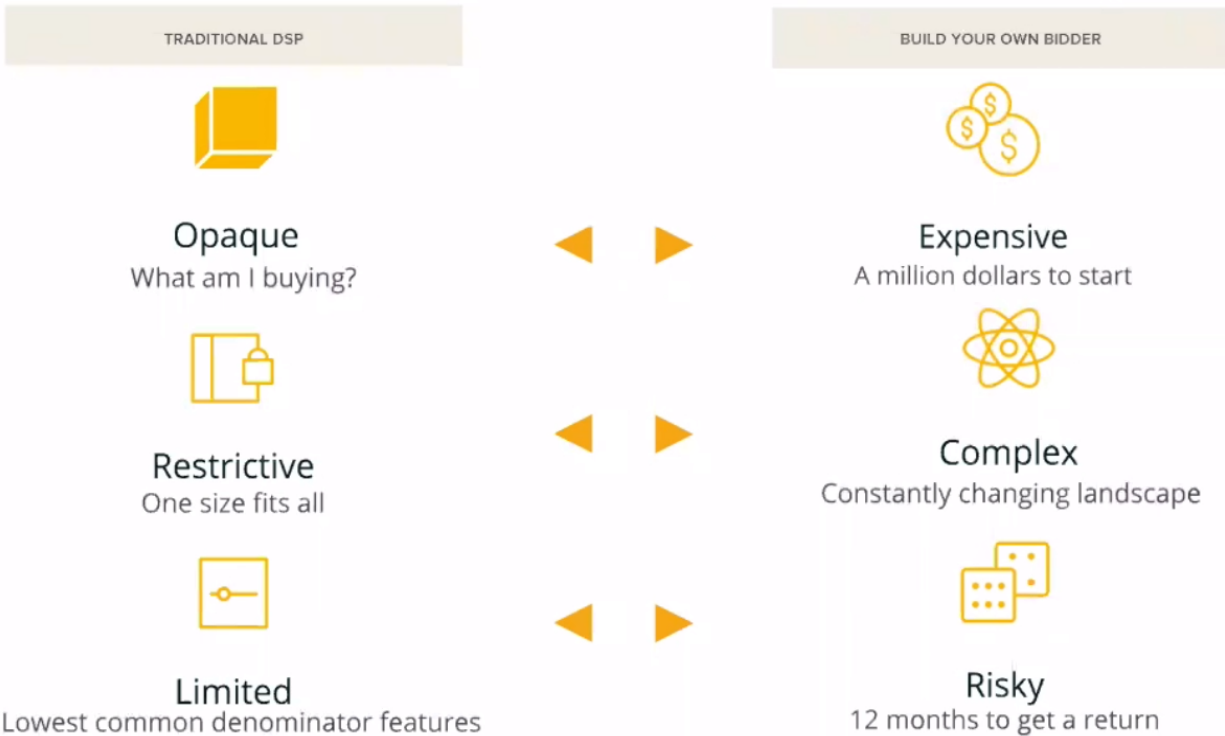 TRADITIONAL DSP
BUILD YOUR OWN BIDDER
$
$
$
Opaque
What am I buying?
Expensive
A million dollars to start
Restrictive
One size fits all
Complex
Constantly changing landscape
Limited
Lowest common denominator features
Risky
12 months to get a return